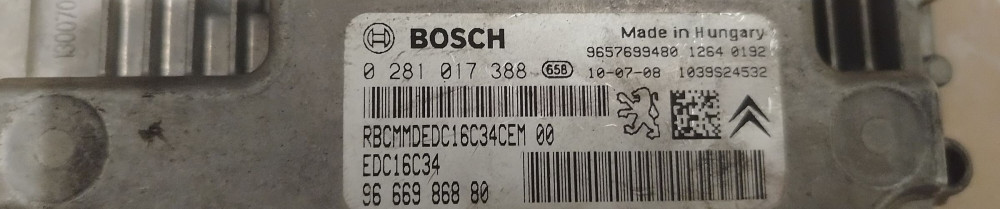 130070
BOSCH
Made in Hungary
9657699480 1264 0192
0 281 017 388 658 10-07-08 1039S24532
RBCMMDEDC16C34CEM 00
EDC16C34
96 669 868 80